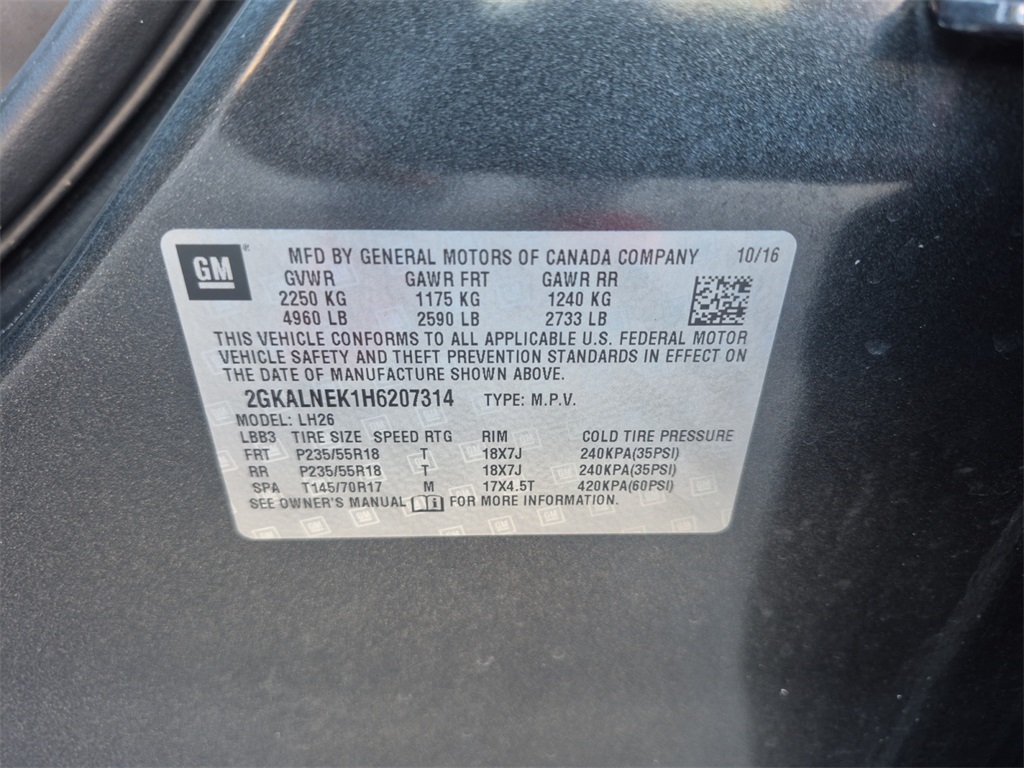 GM
MFD BY GENERAL MOTORS OF CANADA COMPANY 10/16
GVWR GAWR FRT GAWR RR
2250 KG 1175 KG 1240 KG
4960 LB 2590 LB 2733 LB
THIS VEHICLE CONFORMS TO ALL APPLICABLE U.S. FEDERAL MOTOR
VEHICLE SAFETY AND THEFT PREVENTION STANDARDS IN EFFECT ON
THE DATE OF MANUFACTURE SHOWN ABOVE.
2GKALNEK1H6207314 TYPE: M.P.V.
MODEL: LH26
LBB3 TIRE SIZE SPEED RTG RIM COLD TIRE PRESSURE
FRT P235/55R18 T 18X7J 240KPA(35PSI)
RR P235/55R18 T 18X7J 240KPA(35PSI)
SPA T145/70R17 M 17X4.5T 420KPA(60PSI)
SEE OWNER'S MANUAL FOR MORE INFORMATION.